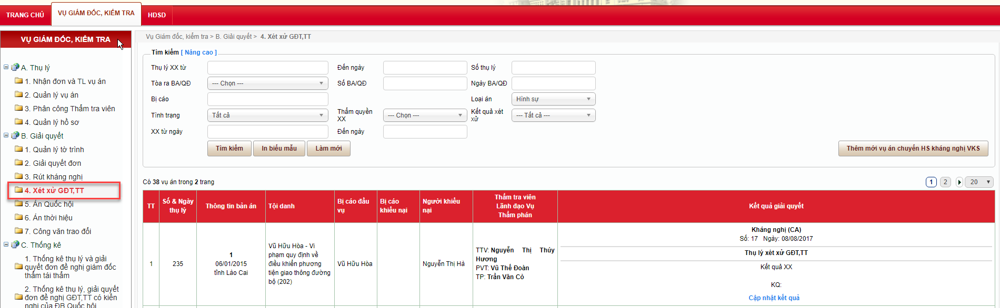 TRANG CHỦ
VỤ GIÁM ĐỐC, KIỂM TRA
HDSD
VỤ GIÁM ĐỐC, KIỂM TRA
A. Thụ lý
1. Nhận đơn và TL vụ án
2. Quản lý vụ án
3. Phân công Thẩm tra viên
4. Quản lý hồ sơ
B. Giải quyết
1. Quản lý tờ trình
2. Giải quyết đơn
3. Rút kháng nghị
4. Xét xử GĐT,TT
5. Án Quốc hội
6. Án thời hiệu
7. Công văn trao đổi
C. Thống kê
1. Thống kê thụ lý và giải
quyết đơn đề nghị giám đốc
thẩm tái thẩm
2. Thống kê thụ lý, giải quyết
đơn đề nghị GĐT,TT có kiến
nghị của ĐB Quốc hội
Vụ Giám đốc, kiểm tra > B. Giải quyết > 4. Xét xử GĐT,TT
Tìm kiếm [ Nâng cao ]
Thụ lý XX từ
Đến ngày
Số thụ lý
Tòa ra BA/QĐ
--- Chọn ---
Số BA/QĐ
Ngày BA/QĐ
Bị cáo
Loại án
Hình sự
Tình trạng
Tất cả
Thẩm quyền
XX
--- Chọn ---
Kết quả xét
xử
--- Tất cả ---
XX từ ngày
Đến ngày
Tìm kiếm
In biểu mẫu
Làm mới
Thêm mới vụ án chuyển HS kháng nghị VKS
Có 38 vụ án trong 2 trang
1
2
20
TT
Số & Ngày
thụ lý
Thông tin bản án
Tội danh
Bị cáo đầu
vụ
Bị cáo
khiếu nại
Người khiếu
nại
Thẩm tra viên
Lãnh đạo Vụ
Thẩm phán
Kết quả giải quyết
1
235
1
06/01/2015
tỉnh Lào Cai
Vũ Hữu Hòa - Vi
phạm quy định về
điều khiển phương
tiện giao thông đường
bộ (202)
Vũ Hữu Hòa
Nguyễn Thị Hà
TTV: Nguyễn Thị Thúy
Hương
PVT: Vũ Thế Đoàn
TP: Trần Văn Cò
Kháng nghị (CA)
Số: 17 Ngày: 08/08/2017
Thụ lý xét xử GĐT,TT
Kết quả XX
KQ:
Cập nhật kết quả